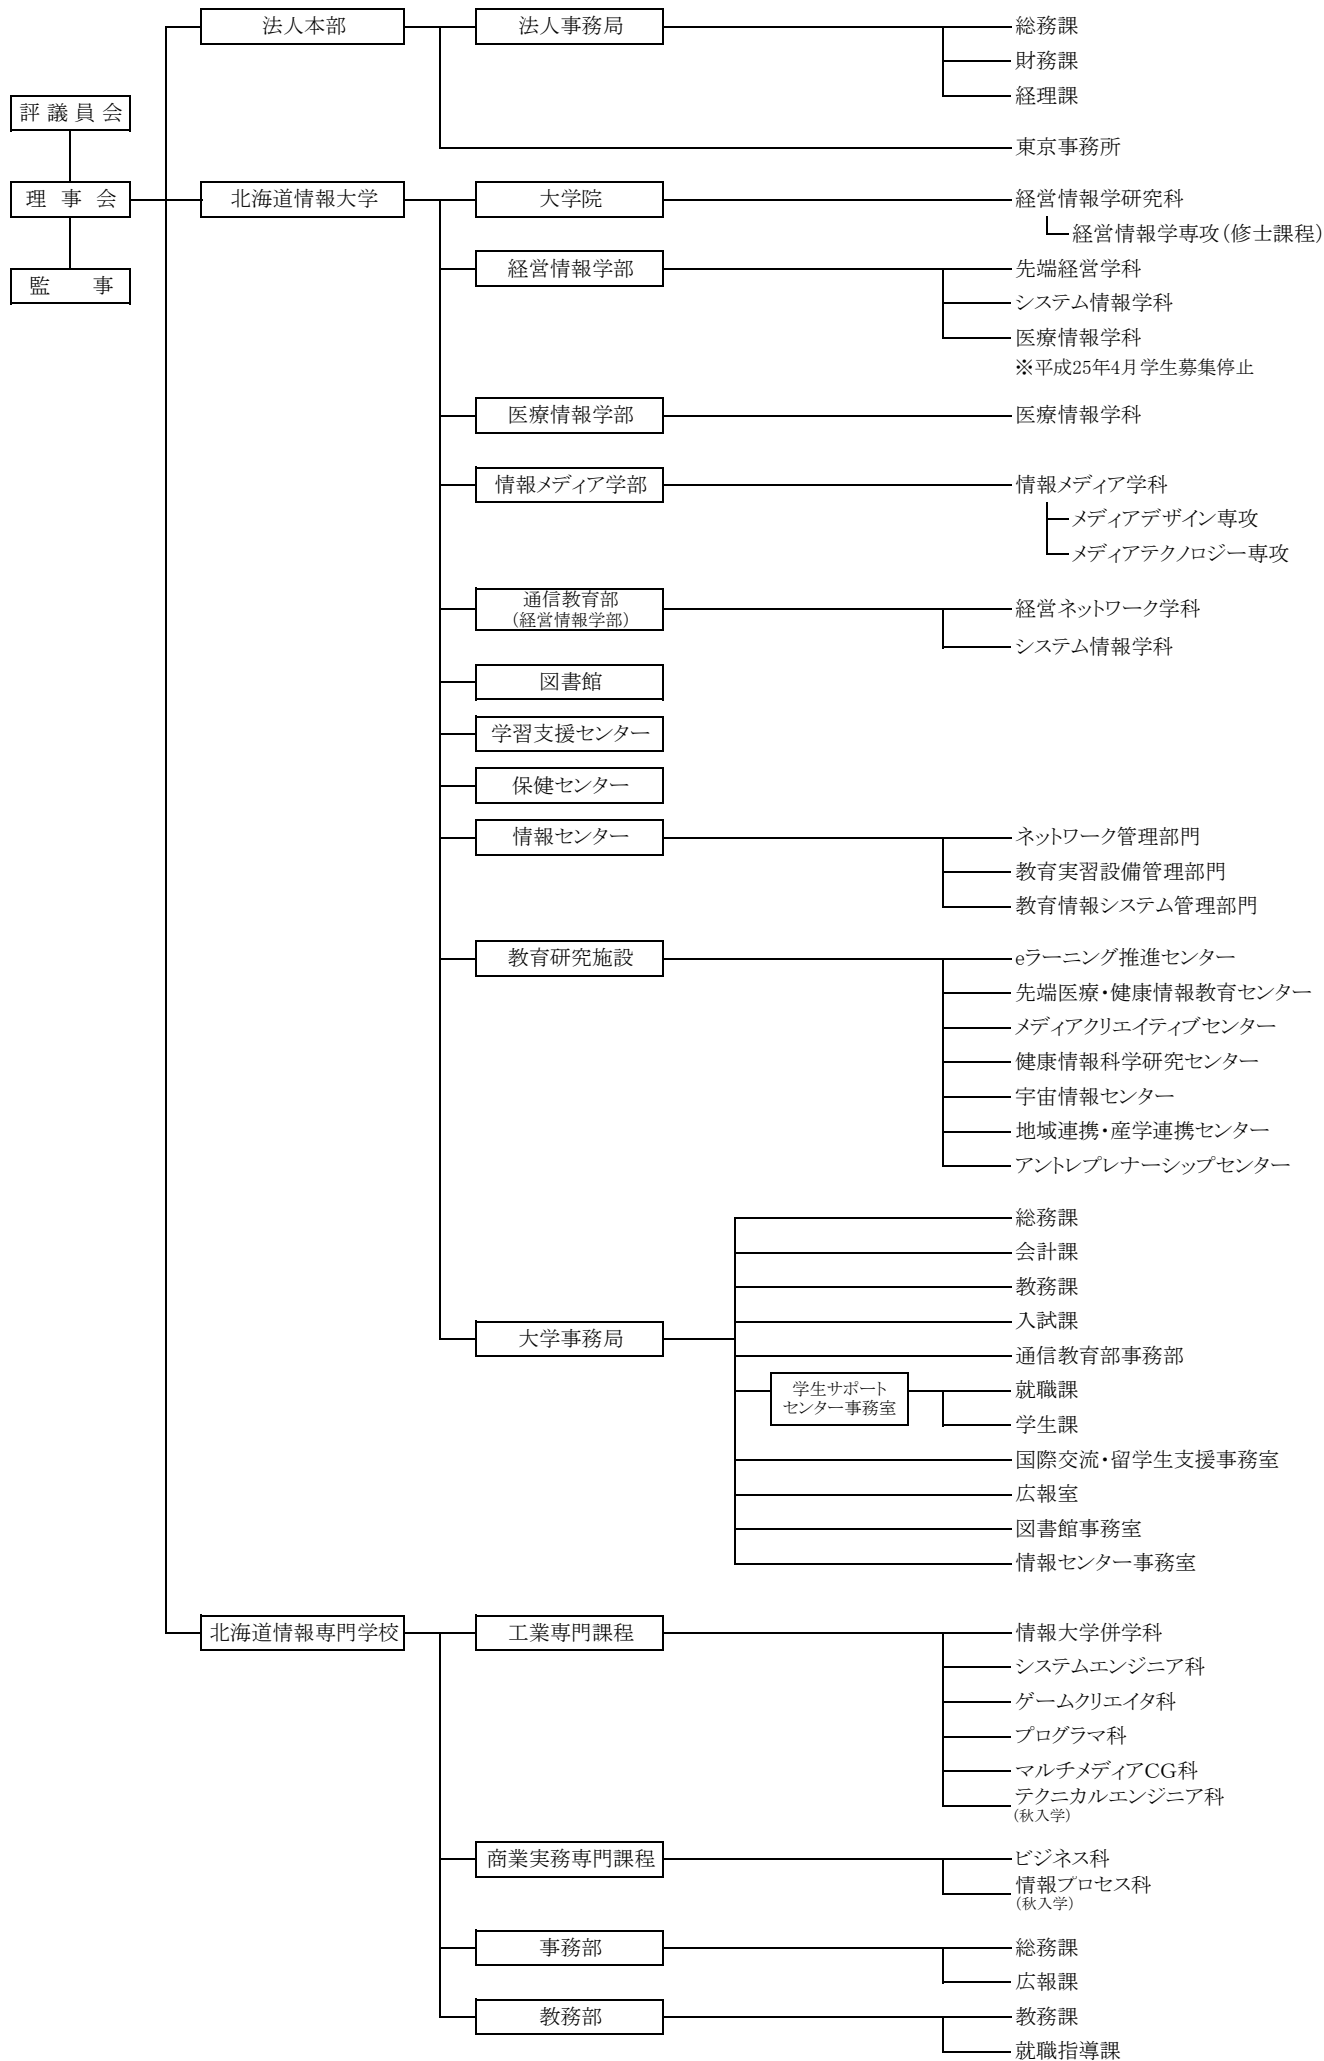 法人本部
法人事務局
総務課
財務課
経理課
東京事務所
評議員会
理事会
監事
北海道情報大学
大学院
経営情報学研究科
経営情報学専攻(修士課程)
経営情報学部
先端経営学科
システム情報学科
医療情報学科
※平成25年4月学生募集停止
医療情報学部
医療情報学科
情報メディア学部
情報メディア学科
メディアデザイン専攻
メディアテクノロジー専攻
通信教育部
(経営情報学部)
経営ネットワーク学科
システム情報学科
図書館
学習支援センター
保健センター
情報センター
ネットワーク管理部門
教育実習設備管理部門
教育情報システム管理部門
教育研究施設
eラーニング推進センター
先端医療・健康情報教育センター
メディアクリエイティブセンター
健康情報科学研究センター
宇宙情報センター
地域連携・産学連携センター
アントレプレナーシップセンター
大学事務局
総務課
会計課
教務課
入試課
通信教育部事務部
学生サポート
センター事務室
就職課
学生課
国際交流・留学生支援事務室
広報室
図書館事務室
情報センター事務室
北海道情報専門学校
工業専門課程
情報大学併学科
システムエンジニア科
ゲームクリエイタ科
プログラマ科
マルチメディアCG科
テクニカルエンジニア科
(秋入学)
商業実務専門課程
ビジネス科
情報プロセス科
(秋入学)
事務部
総務課
広報課
教務部
教務課
就職指導課